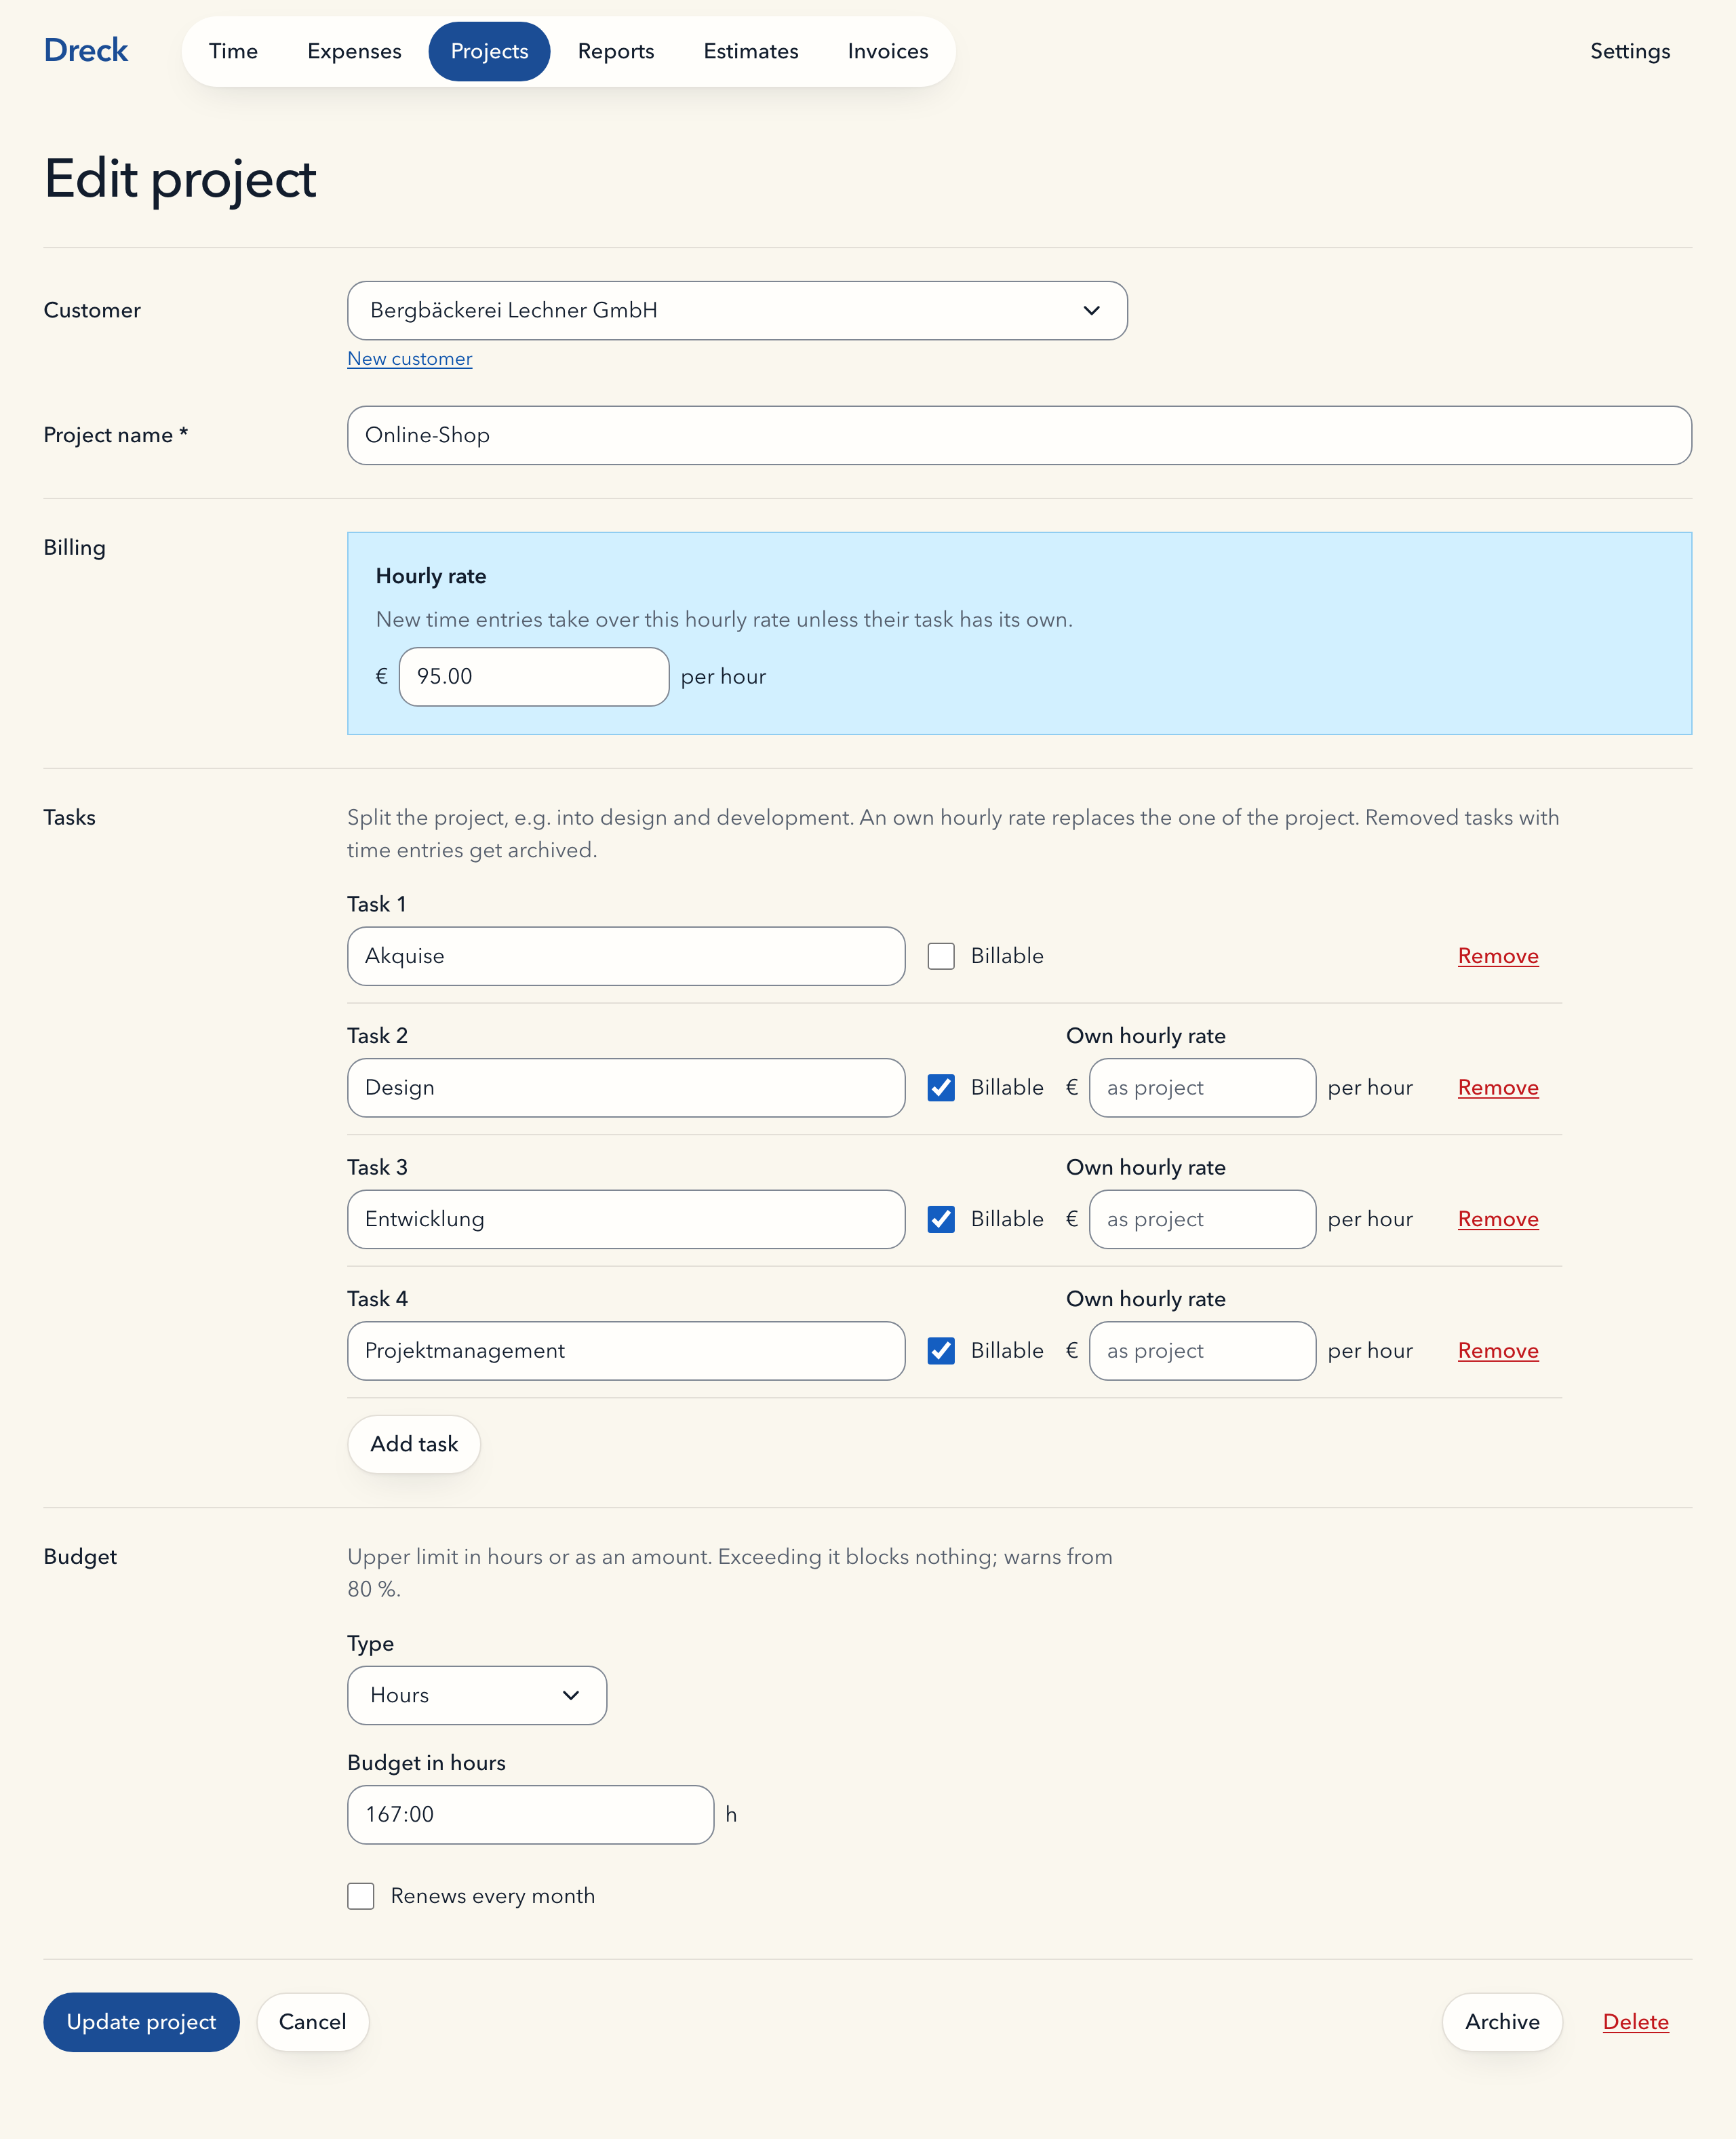 Dreck
Time Expenses Projects Reports Estimates Invoices
Settings
Edit project
Customer
Bergbäckerei Lechner GmbH
New customer
Project name *
Online-Shop
Billing
Hourly rate
New time entries take over this hourly rate unless their task has its own.
€ 95.00 per hour
Tasks
Split the project, e.g. into design and development. An own hourly rate replaces the one of the project. Removed tasks with
time entries get archived.
Task 1
Akquise Billable Remove
Task 2 Own hourly rate
Design Billable € as project per hour Remove
Task 3 Own hourly rate
Entwicklung Billable € as project per hour Remove
Task 4 Own hourly rate
Projektmanagement Billable € as project per hour Remove
Add task
Budget
Upper limit in hours or as an amount. Exceeding it blocks nothing; warns from
80 %.
Type
Hours
Budget in hours
167:00 h
Renews every month
Update project Cancel Archive Delete